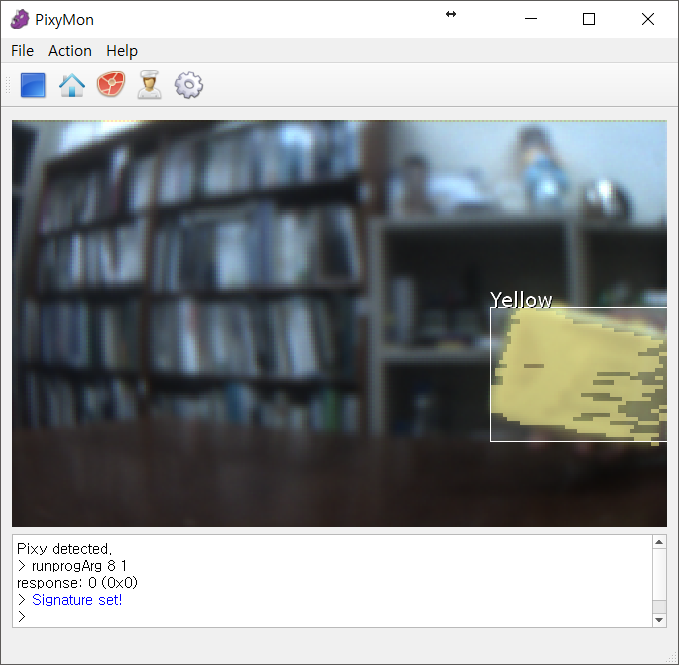 PixyMon
File Action Help
Yellow
Pixy detected.
> runprogArg 8 1
response: 0 (0x0)
> Signature set!
>